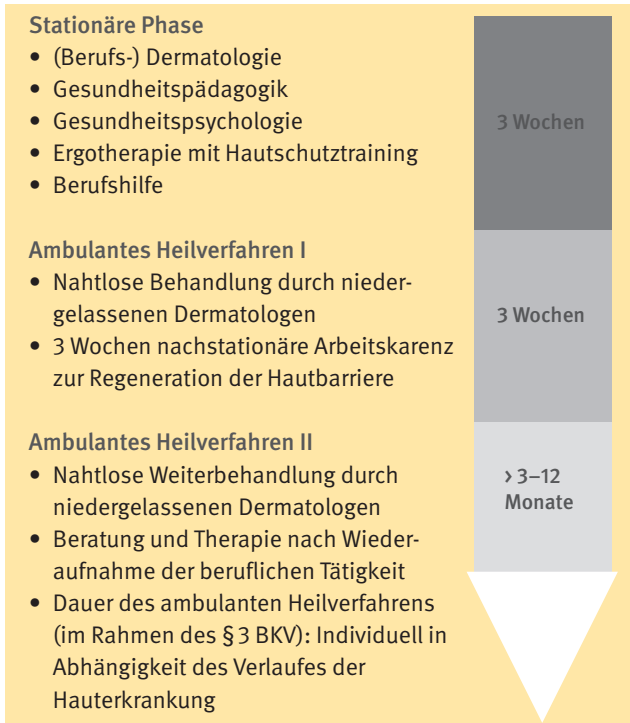 Stationäre Phase
• (Berufs-) Dermatologie
• Gesundheitspädagogik
• Gesundheitspsychologie
• Ergotherapie mit Hautschutztraining
• Berufshilfe
3 Wochen
Ambulantes Heilverfahren I
• Nahtlose Behandlung durch nieder-
gelassenen Dermatologen
• 3 Wochen nachstationäre Arbeitskarenz
zur Regeneration der Hautbarriere
3 Wochen
Ambulantes Heilverfahren II
• Nahtlose Weiterbehandlung durch
niedergelassenen Dermatologen
• Beratung und Therapie nach Wieder-
aufnahme der beruflichen Tätigkeit
• Dauer des ambulanten Heilverfahrens
(im Rahmen des § 3 BKV): Individuell in
Abhängigkeit des Verlaufes der
Hauterkrankung
› 3–12
Monate